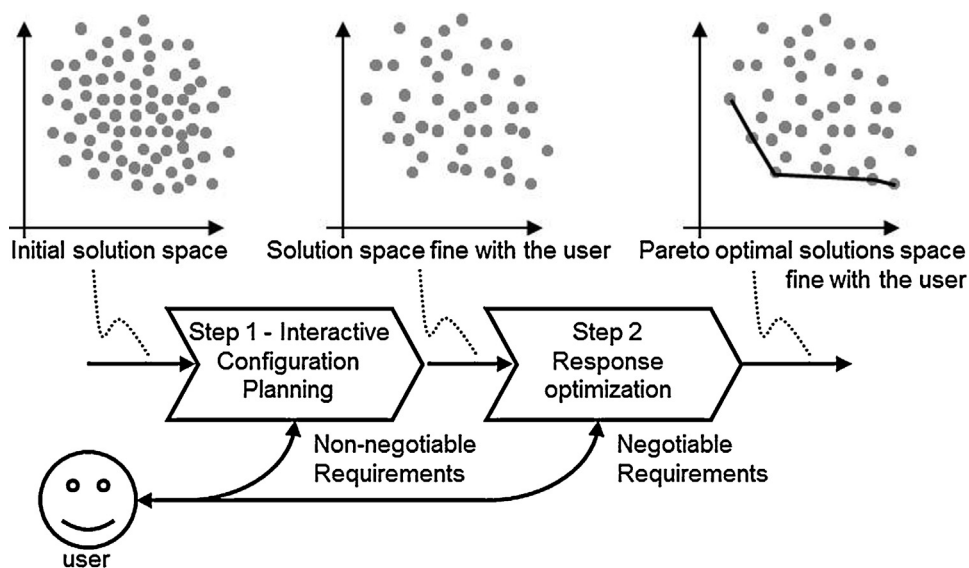 Initial solution space
Solution space fine with the user
Pareto optimal solutions space
fine with the user
Step 1 - Interactive
Configuration
Planning
Step 2
Response
optimization
Non-negotiable
Requirements
Negotiable
Requirements
user